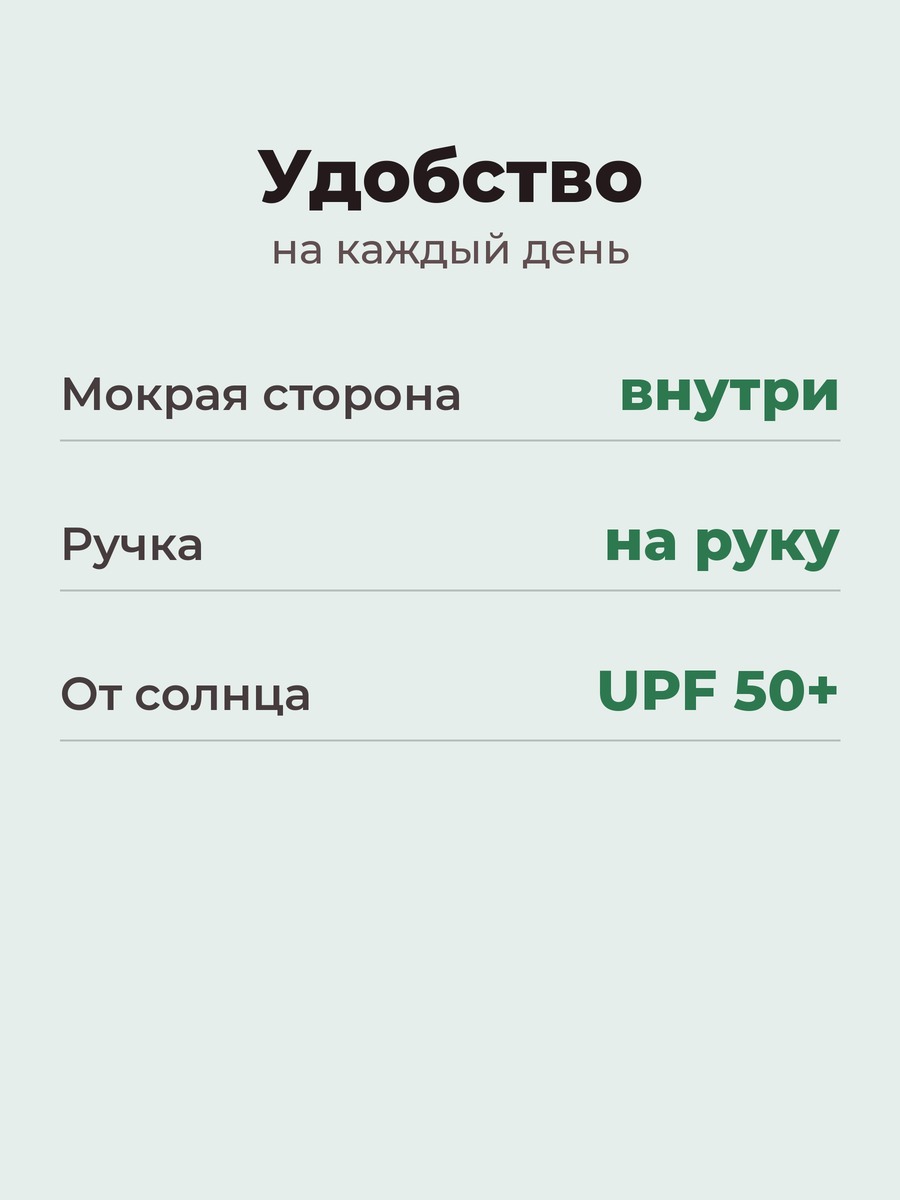 Удобство
на каждый день
Мокрая сторона внутри
Ручка на руку
От солнца UPF 50+